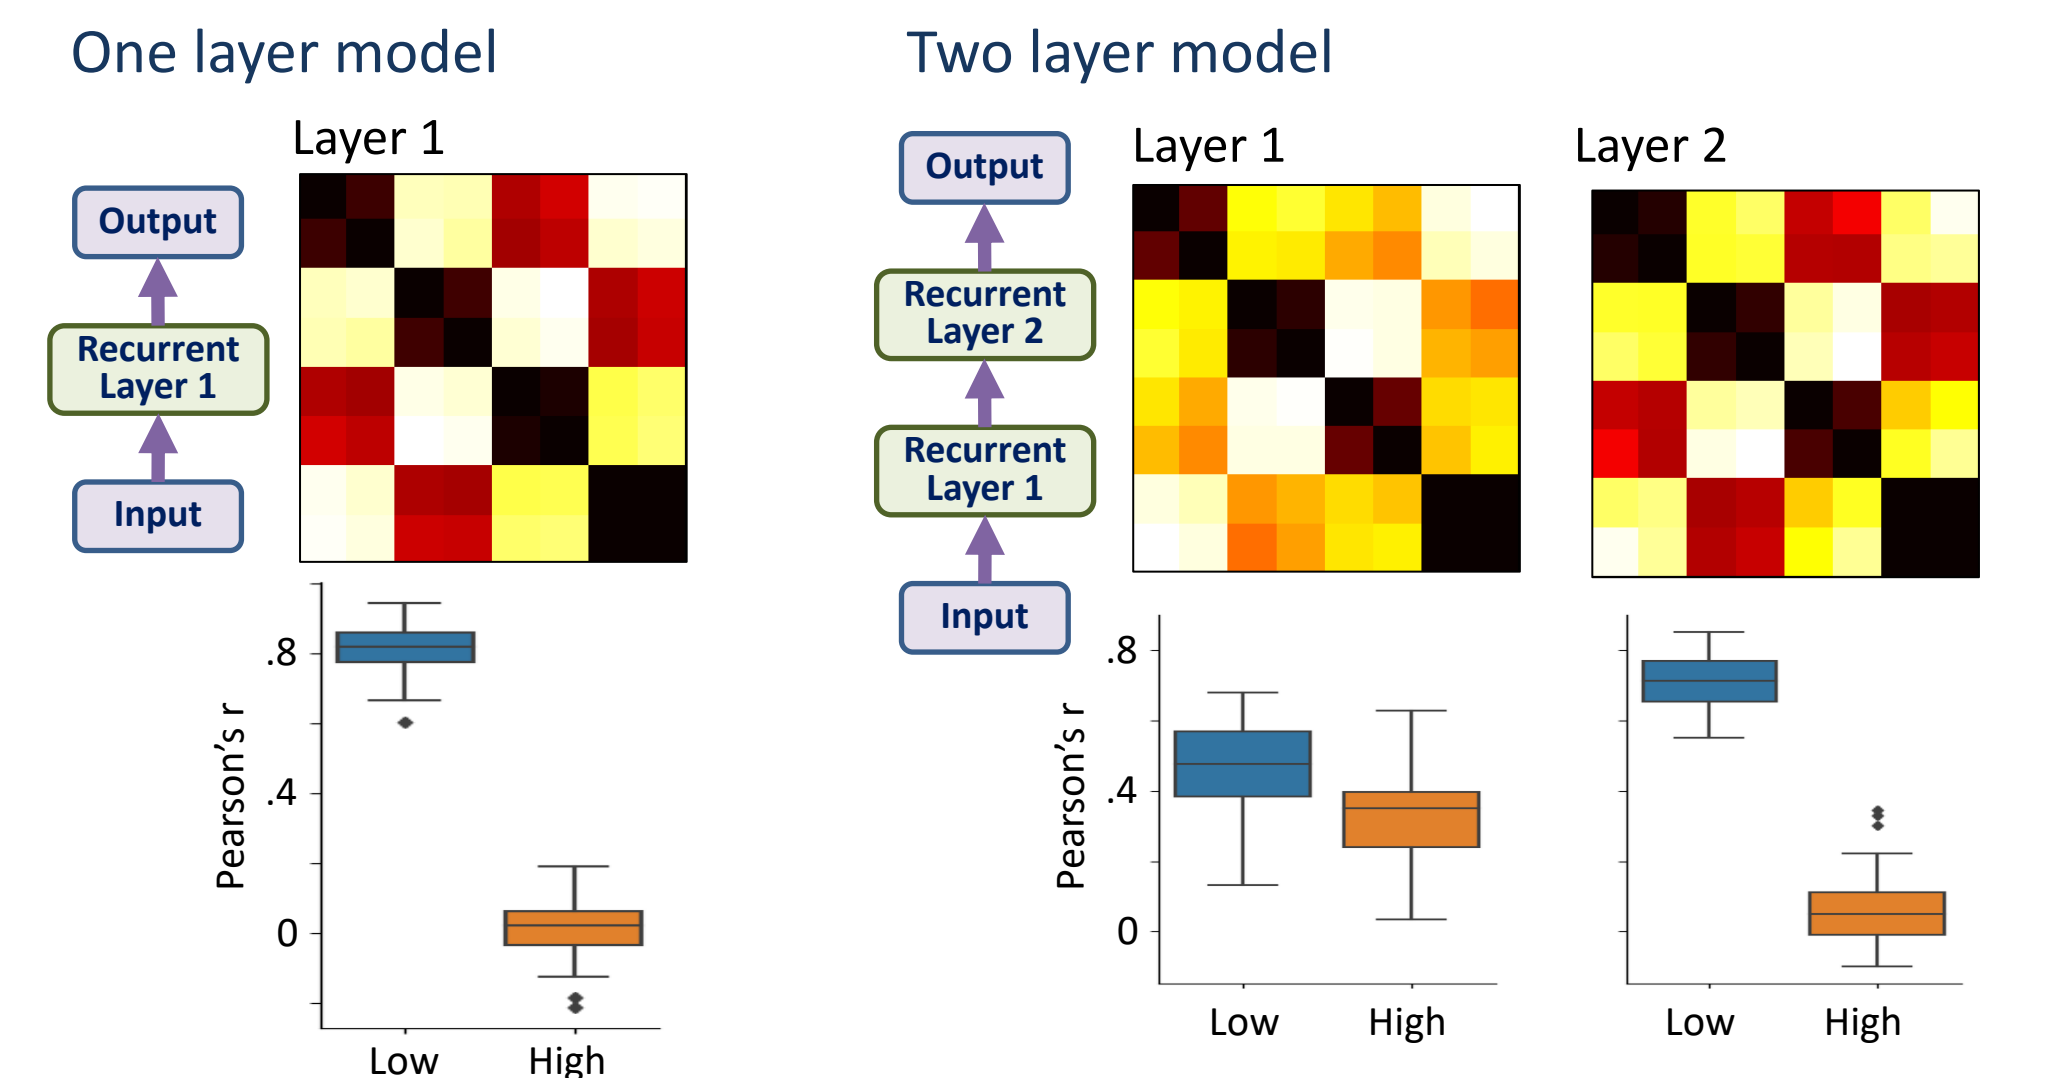 One layer model
Layer 1
Output
Recurrent
Layer 1
Input
.8
.4
0
Pearson's r
Low
High
Two layer model
Layer 1
Layer 2
Output
Recurrent
Layer 2
Recurrent
Layer 1
Input
.8
.4
0
Pearson's r
Low
High
Low
High